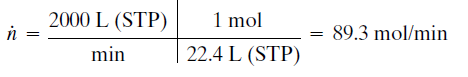 ṅ = 2000 L (STP) 1 mol = 89.3 mol/min
min 22.4 L (STP)